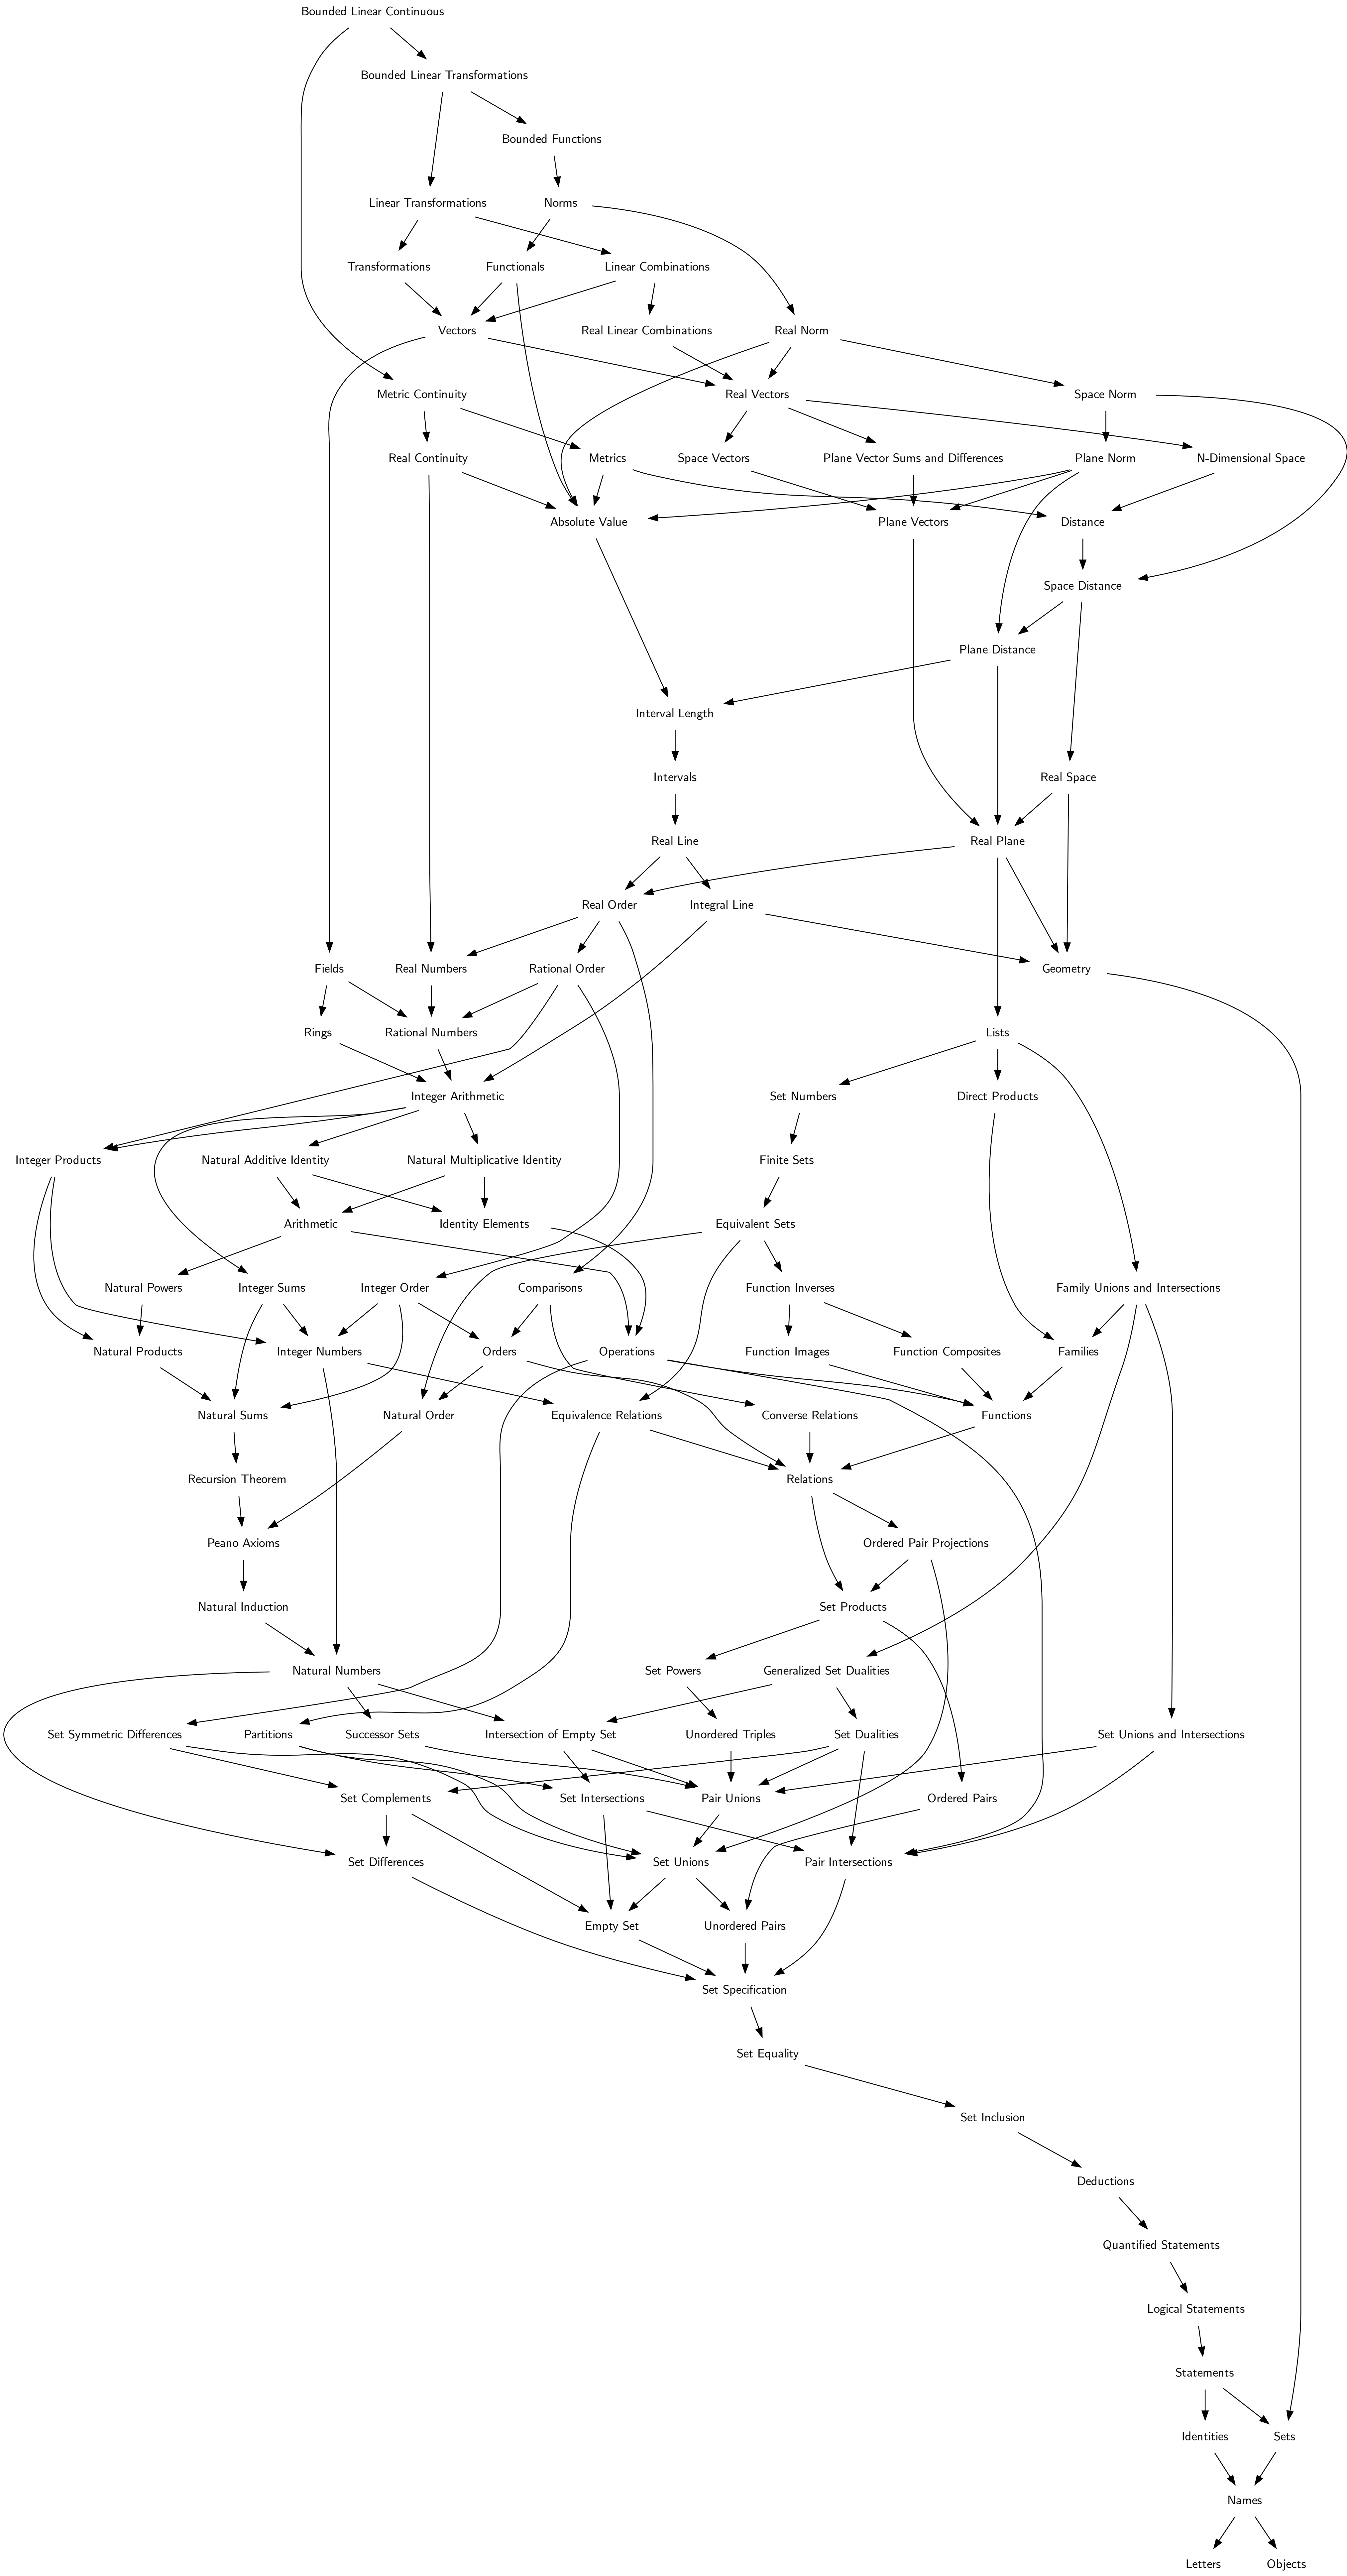 Bounded Linear Continuous
Bounded Linear Transformations
Bounded Functions
Linear Transformations
Norms
Transformations
Functionals
Linear Combinations
Vectors
Real Linear Combinations
Real Norm
Metric Continuity
Real Vectors
Space Norm
Real Continuity
Metrics
Space Vectors
Plane Vector Sums and Differences
Plane Norm
N-Dimensional Space
Absolute Value
Plane Vectors
Distance
Space Distance
Plane Distance
Interval Length
Intervals
Real Space
Real Line
Real Plane
Real Order
Integral Line
Fields
Real Numbers
Rational Order
Geometry
Rings
Rational Numbers
Lists
Integer Arithmetic
Set Numbers
Direct Products
Integer Products
Natural Additive Identity
Natural Multiplicative Identity
Finite Sets
Arithmetic
Identity Elements
Equivalent Sets
Natural Powers
Integer Sums
Integer Order
Comparisons
Function Inverses
Family Unions and Intersections
Natural Products
Integer Numbers
Orders
Operations
Function Images
Function Composites
Families
Natural Sums
Natural Order
Equivalence Relations
Converse Relations
Functions
Recursion Theorem
Relations
Peano Axioms
Ordered Pair Projections
Natural Induction
Set Products
Natural Numbers
Set Powers
Generalized Set Dualities
Set Symmetric Differences
Partitions
Successor Sets
Intersection of Empty Set
Unordered Triples
Set Dualities
Set Unions and Intersections
Set Complements
Set Intersections
Pair Unions
Ordered Pairs
Set Differences
Set Unions
Pair Intersections
Empty Set
Unordered Pairs
Set Specification
Set Equality
Set Inclusion
Deductions
Quantified Statements
Logical Statements
Statements
Identities
Sets
Names
Letters
Objects